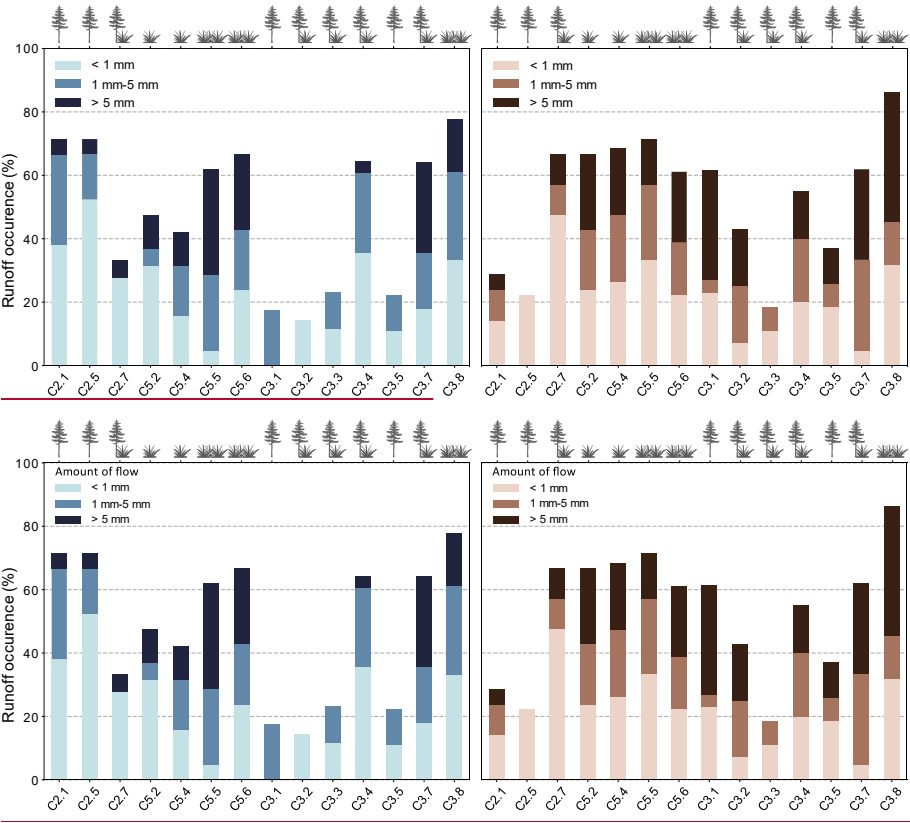 100
80
60
40
20
0
Runoff occurence (%)
< 1 mm
1 mm-5 mm
> 5 mm
C2.1 C2.5 C2.7 C5.2 C5.4 C5.5 C5.6 C3.1 C3.2 C3.3 C3.4 C3.5 C3.7 C3.8
< 1 mm
1 mm-5 mm
> 5 mm
C2.1 C2.5 C2.7 C5.2 C5.4 C5.5 C5.6 C3.1 C3.2 C3.3 C3.4 C3.5 C3.7 C3.8
100
80
60
40
20
0
Runoff occurence (%)
Amount of flow
< 1 mm
1 mm-5 mm
> 5 mm
C2.1 C2.5 C2.7 C5.2 C5.4 C5.5 C5.6 C3.1 C3.2 C3.3 C3.4 C3.5 C3.7 C3.8
Amount of flow
< 1 mm
1 mm-5 mm
> 5 mm
C2.1 C2.5 C2.7 C5.2 C5.4 C5.5 C5.6 C3.1 C3.2 C3.3 C3.4 C3.5 C3.7 C3.8